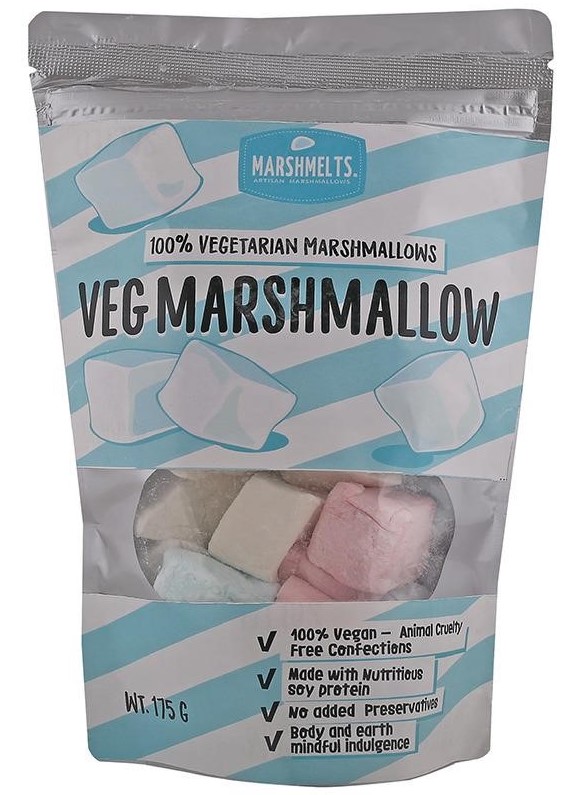 MARSHMELTS™
ARTISAN MARSHMALLOWS
100% VEGETARIAN MARSHMALLOWS
VEG MARSHMALLOW
✓ 100% Vegan – Animal Cruelty
Free Confections
✓ Made with Nutritious
soy protein
✓ No added Preservatives
✓ Body and earth
mindful indulgence
WT. 175 G